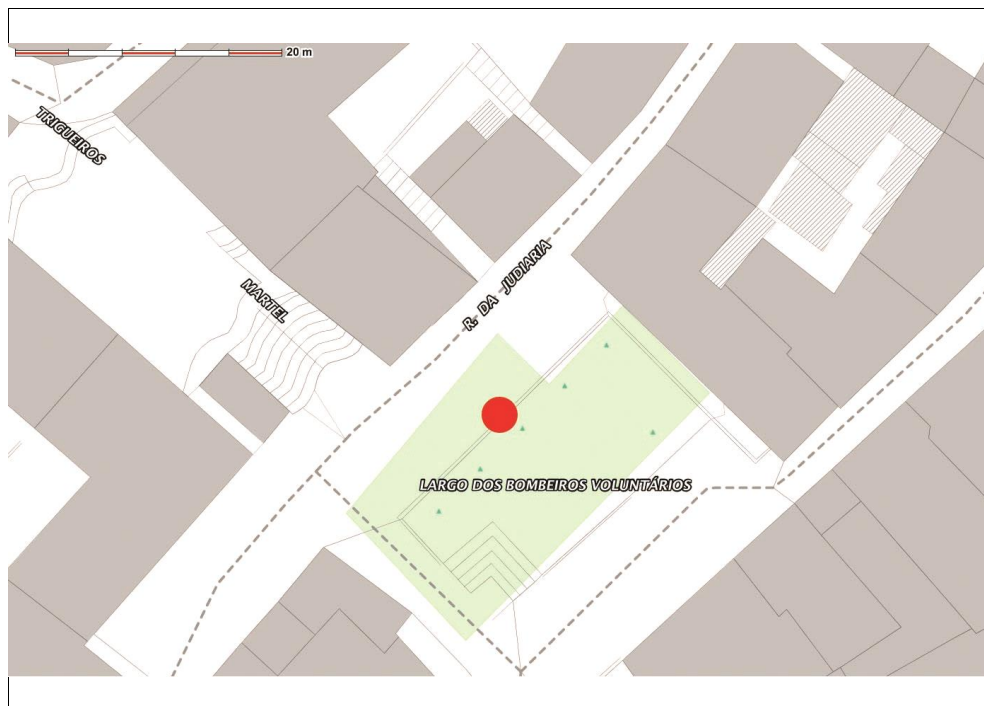 20 m
TRIGUEIROS
MARTEL
R. DA JUDIARIA
LARGO DOS BOMBEIROS VOLUNTÁRIOS